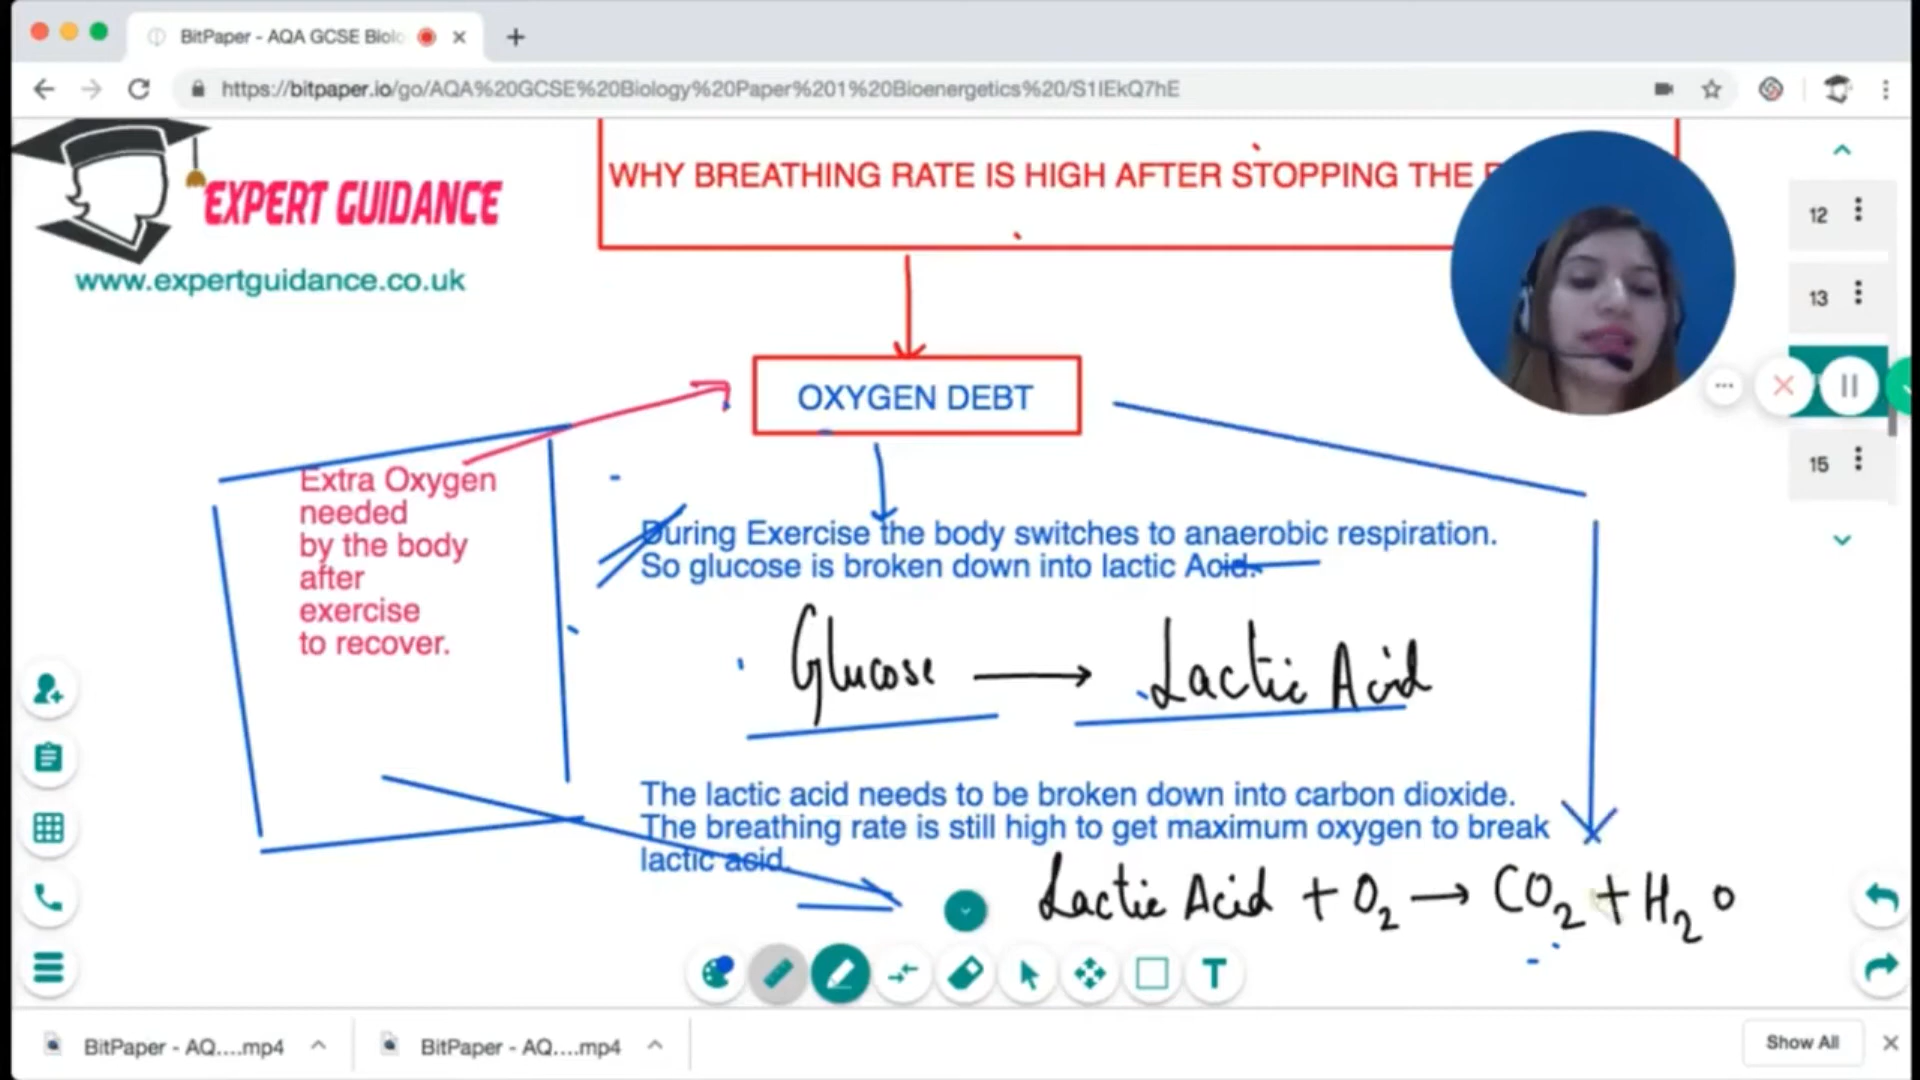 BitPaper - AQA GCSE Biolo
https://bitpaper.io/go/AQA%20GCSE%20Biology%20Paper%201%20Bioenergetics%20/S1IEkQ7hE
EXPERT GUIDANCE
www.expertguidance.co.uk
WHY BREATHING RATE IS HIGH AFTER STOPPING THE
12
13
15
OXYGEN DEBT
Extra Oxygen
needed
by the body
after
exercise
to recover.
During Exercise the body switches to anaerobic respiration.
So glucose is broken down into lactic Acid.
Glucose → Lactic Acid
The lactic acid needs to be broken down into carbon dioxide.
The breathing rate is still high to get maximum oxygen to break
lactic acid.
Lactic Acid + O2 → CO2 + H2O
T
BitPaper - AQ....mp4
BitPaper - AQ....mp4
Show All